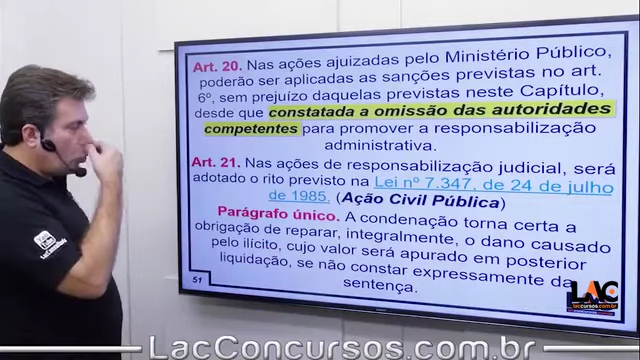 Art. 20. Nas ações ajuizadas pelo Ministério Público,
poderão ser aplicadas as sanções previstas no art.
6º, sem prejuízo daquelas previstas neste Capítulo,
desde que constatada a omissão das autoridades
competentes para promover a responsabilização
administrativa.
Art. 21. Nas ações de responsabilização judicial, será
adotado o rito previsto na Lei nº 7.347, de 24 de julho
de 1985. (Ação Civil Pública)
Parágrafo único. A condenação torna certa a
obrigação de reparar, integralmente, o dano causado
pelo ilícito, cujo valor será apurado em posterior
liquidação, se não constar expressamente da
sentença.
51
LAC
laccursos.com.br
LacConcursos.com.br